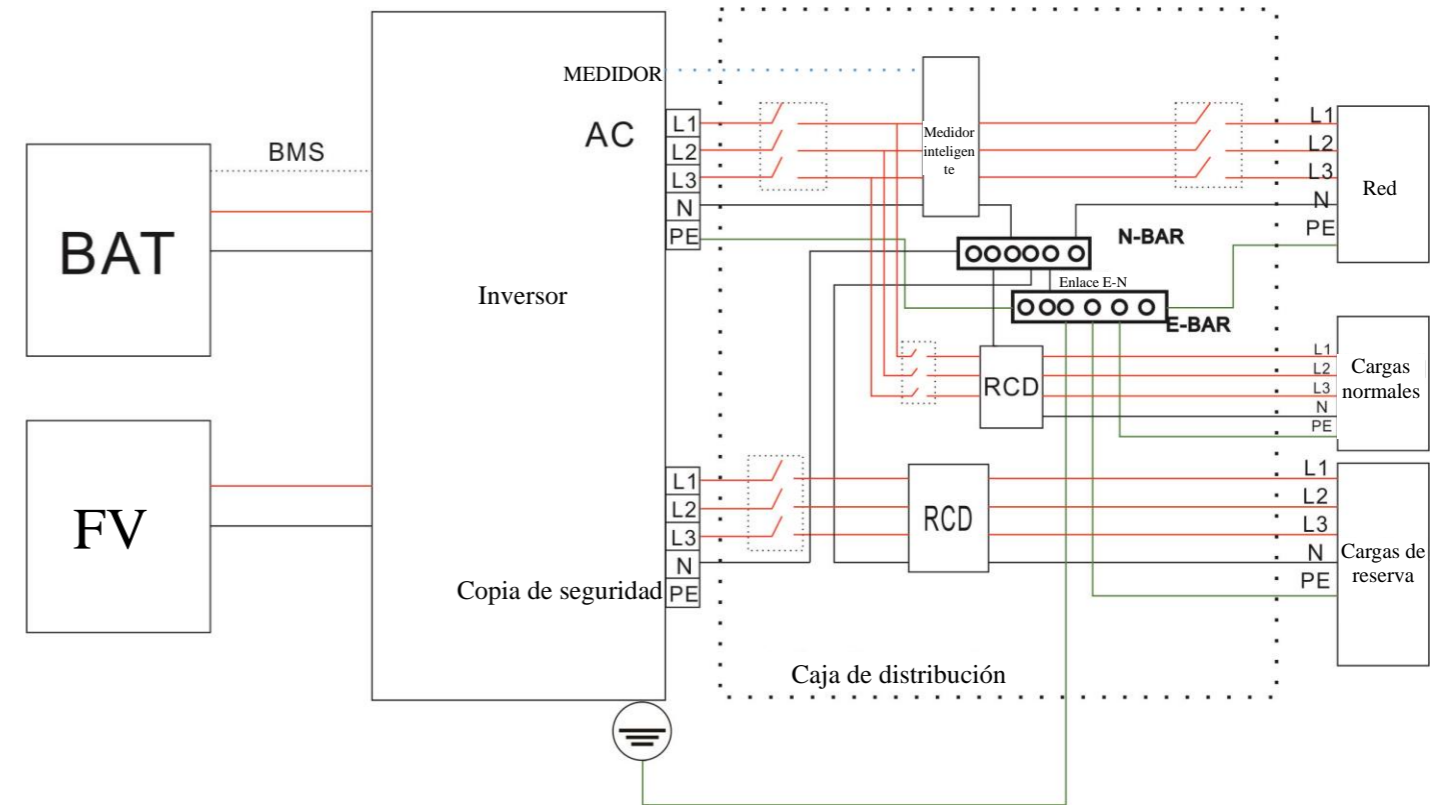 MEDIDOR
AC
L1
L2
L3
N
PE
Medidor
inteligen
te
L1
L2
L3
N
PE
Red
BMS
BAT
Inversor
N-BAR
Enlace E-N
E-BAR
RCD
L1
L2
L3
N
PE
Cargas
normales
FV
L1
L2
L3
N
PE
Copia de seguridad
RCD
L1
L2
L3
N
PE
Cargas de
reserva
Caja de distribución